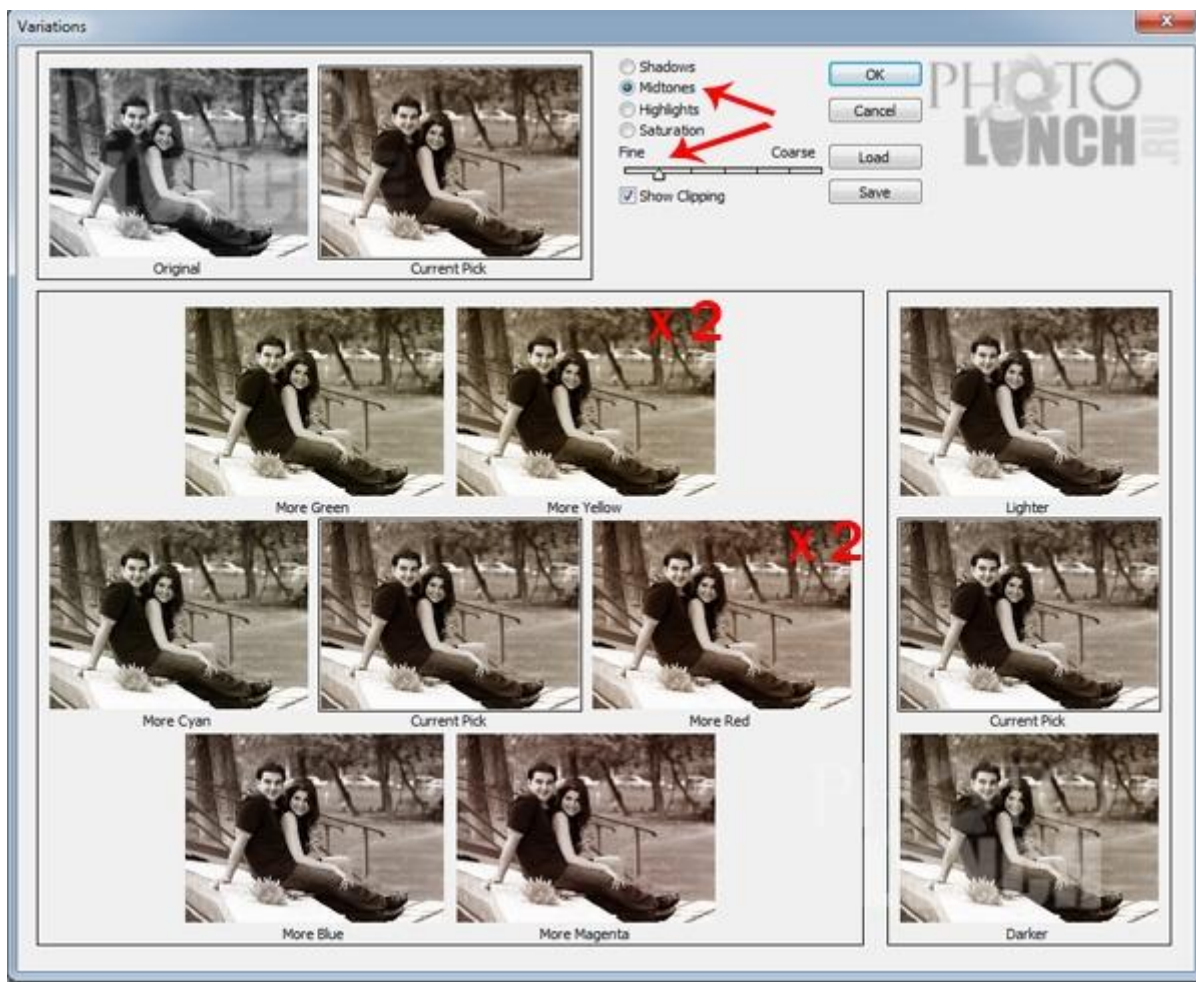 Variations
Shadows
Midtones
Highlights
Saturation
Fine Coarse
Show Clipping
OK
Cancel
Load
Save
PHOTO
LUNCH.RU
Original
Current Pick
x 2
More Green
More Yellow
Lighter
x 2
More Cyan
Current Pick
More Red
Current Pick
More Blue
More Magenta
Darker